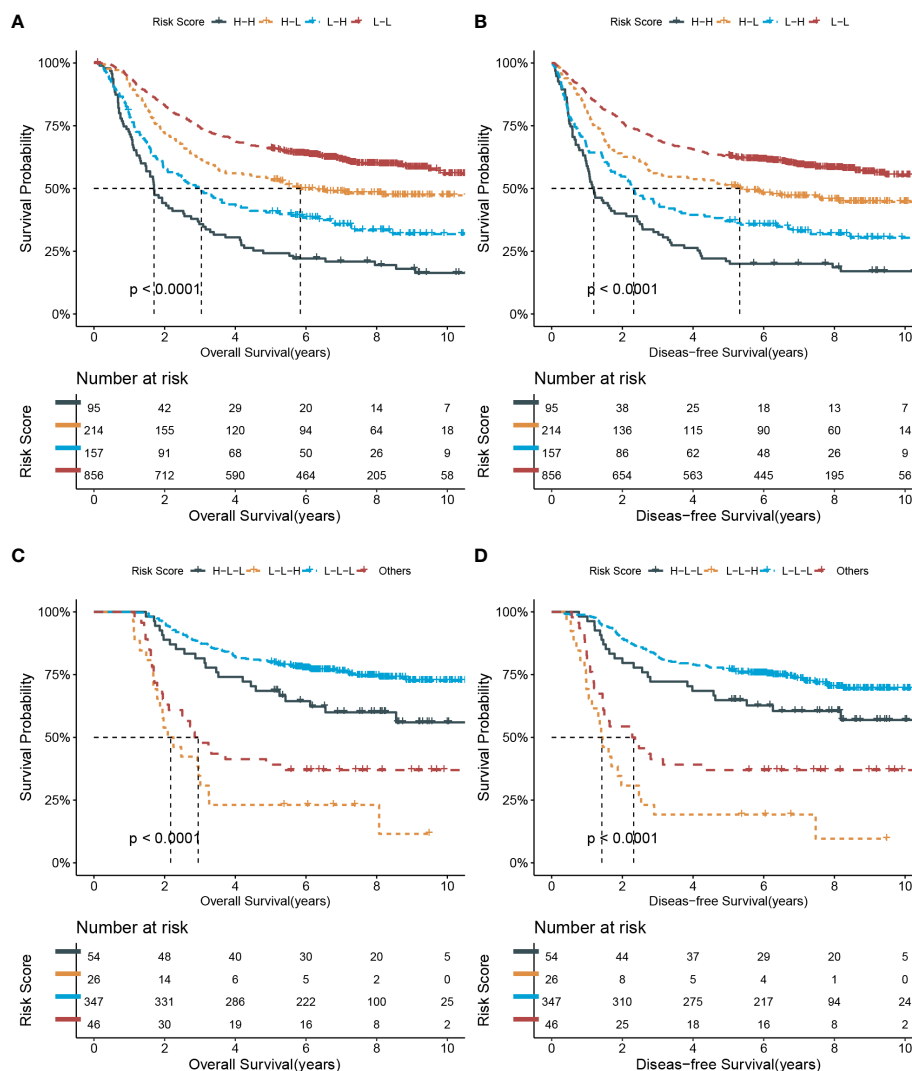 A
Risk Score H−H H−L L−H L−L
Survival Probability
100%
75%
50%
25%
0%
p < 0.0001
0 2 4 6 8 10
Overall Survival(years)
Number at risk
Risk Score
95 42 29 20 14 7
214 155 120 94 64 18
157 91 68 50 26 9
856 712 590 464 205 58
0 2 4 6 8 10
Overall Survival(years)
B
Risk Score H−H H−L L−H L−L
Survival Probability
100%
75%
50%
25%
0%
p < 0.0001
0 2 4 6 8 10
Diseas−free Survival(years)
Number at risk
Risk Score
95 38 25 18 13 7
214 136 115 90 60 14
157 86 62 48 26 9
856 654 563 445 195 56
0 2 4 6 8 10
Diseas−free Survival(years)
C
Risk Score H−L−L L−L−H L−L−L Others
Survival Probability
100%
75%
50%
25%
0%
p < 0.0001
0 2 4 6 8 10
Overall Survival(years)
Number at risk
Risk Score
54 48 40 30 20 5
26 14 6 5 2 0
347 331 286 222 100 25
46 30 19 16 8 2
0 2 4 6 8 10
Overall Survival(years)
D
Risk Score H−L−L L−L−H L−L−L Others
Survival Probability
100%
75%
50%
25%
0%
p < 0.0001
0 2 4 6 8 10
Diseas−free Survival(years)
Number at risk
Risk Score
54 44 37 29 20 5
26 8 5 4 1 0
347 310 275 217 94 24
46 25 18 16 8 2
0 2 4 6 8 10
Diseas−free Survival(years)